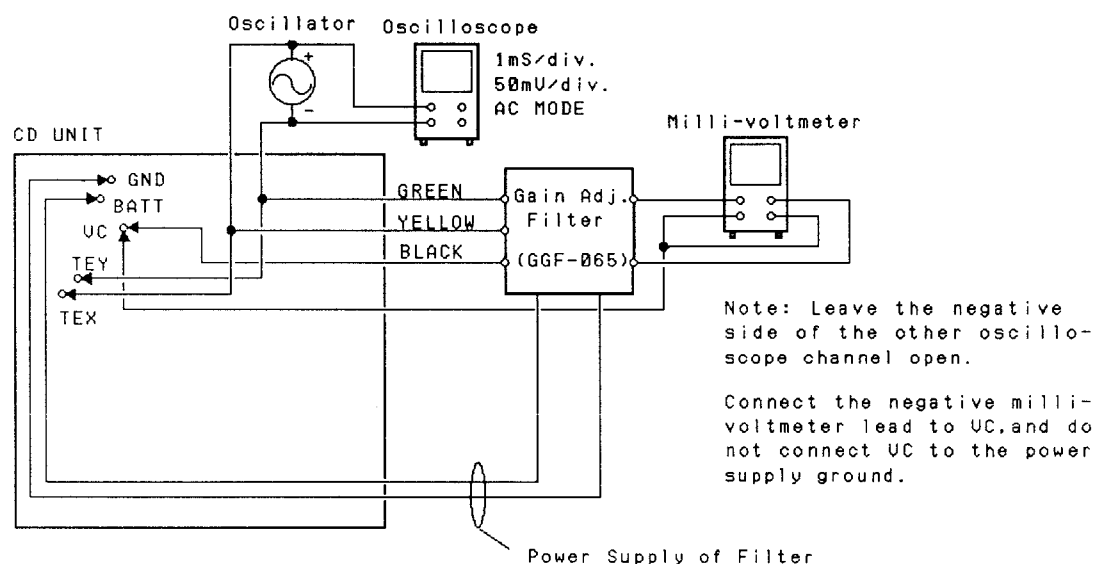 Oscillator
Oscilloscope
1mS/div.
50mV/div.
AC MODE
+
-
Milli-voltmeter
CD UNIT
GND
BATT
VC
TEY
TEX
GREEN
YELLOW
BLACK
Gain Adj.
Filter
(GGF-065)
Note: Leave the negative
side of the other oscillo-
scope channel open.
Connect the negative milli-
voltmeter lead to VC,and do
not connect VC to the power
supply ground.
Power Supply of Filter